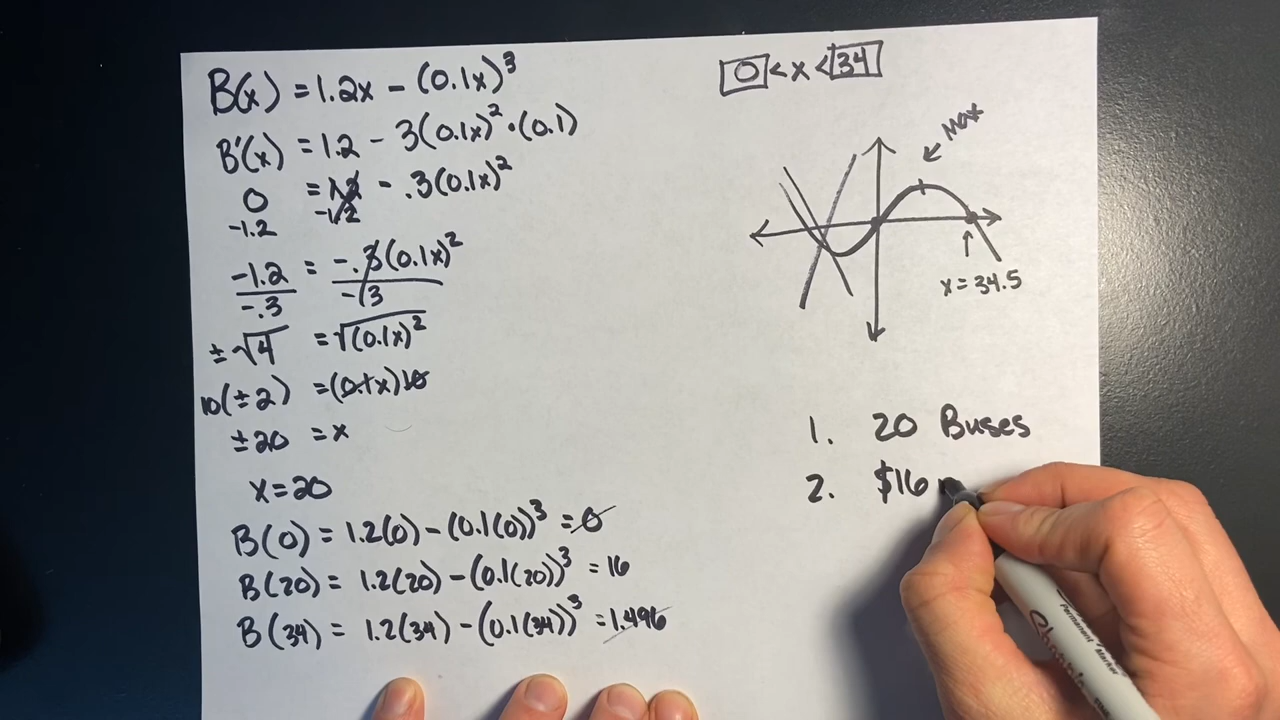 B(x) = 1.2x - (0.1x)³
B'(x) = 1.2 - 3(0.1x)²·(0.1)
0 = 1.2 - .3(0.1x)²
-1.2 -1.2
-1.2 = -.3(0.1x)²
-.3 -.3
±√4 = √(0.1x)²
10(±2) = (0.1x)10
±20 = x
x = 20
B(0) = 1.2(0) - (0.1(0))³ = 0
B(20) = 1.2(20) - (0.1(20))³ = 16
B(34) = 1.2(34) - (0.1(34))³ = 1.496
0 < x < 34
Max
x = 34.5
1. 20 Buses
2. $16
Sharpie
Permanent Marker